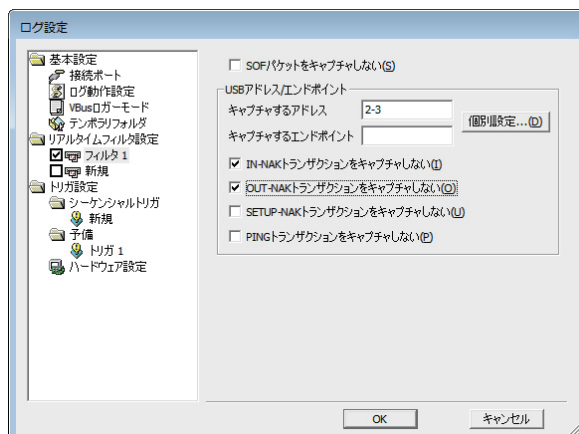 ログ設定
基本設定
接続ポート
ログ動作設定
VBusロガーモード
テンポラリフォルダ
リアルタイムフィルタ設定
フィルタ 1
新規
トリガ設定
シーケンシャルトリガ
新規
予備
トリガ 1
ハードウェア設定
SOFパケットをキャプチャしない(S)
USBアドレス/エンドポイント
キャプチャするアドレス 2-3
キャプチャするエンドポイント
個別設定...(D)
IN-NAKトランザクションをキャプチャしない(I)
OUT-NAKトランザクションをキャプチャしない(O)
SETUP-NAKトランザクションをキャプチャしない(U)
PINGトランザクションをキャプチャしない(P)
OK
キャンセル